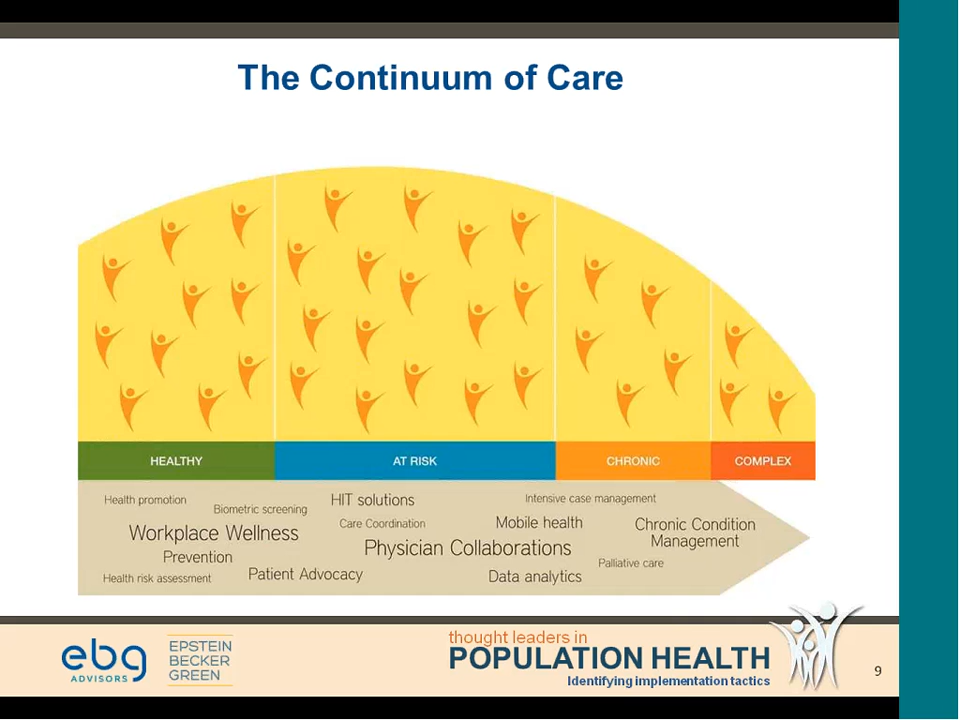 The Continuum of Care
HEALTHY
AT RISK
CHRONIC
COMPLEX
Health promotion
Biometric screening
HIT solutions
Intensive case management
Workplace Wellness
Care Coordination
Mobile health
Chronic Condition
Management
Prevention
Physician Collaborations
Health risk assessment
Patient Advocacy
Data analytics
Palliative care
ebg
ADVISORS
EPSTEIN
BECKER
GREEN
thought leaders in
POPULATION HEALTH
Identifying implementation tactics
9